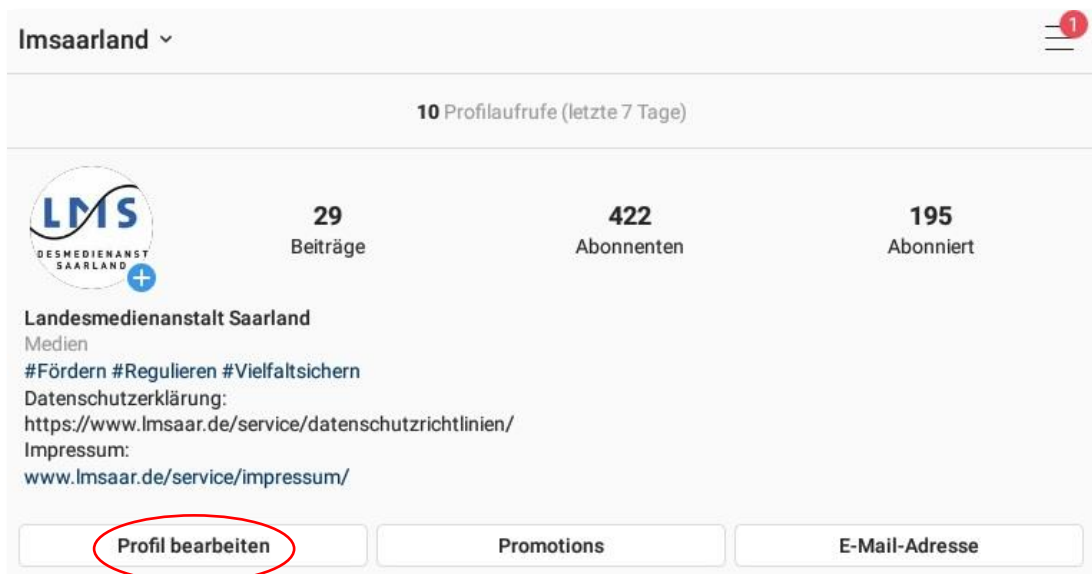 lmsaarland
1
10 Profilaufrufe (letzte 7 Tage)
LMS
DESMEDIENANST
SAARLAND
29
Beiträge
422
Abonnenten
195
Abonniert
Landesmedienanstalt Saarland
Medien
#Fördern #Regulieren #Vielfaltsichern
Datenschutzerklärung:
https://www.lmsaar.de/service/datenschutzrichtlinien/
Impressum:
www.lmsaar.de/service/impressum/
Profil bearbeiten
Promotions
E-Mail-Adresse